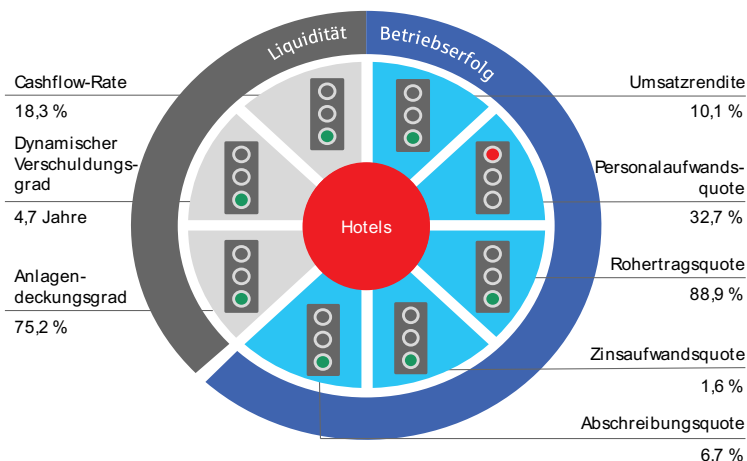 Liquidität
Betriebserfolg
Cashflow-Rate
18,3 %
Dynamischer
Verschuldungs-
grad
4,7 Jahre
Anlagen-
deckungsgrad
75,2 %
Hotels
Umsatzrendite
10,1 %
Personalaufwands-
quote
32,7 %
Rohertragsquote
88,9 %
Zinsaufwandsquote
1,6 %
Abschreibungsquote
6,7 %